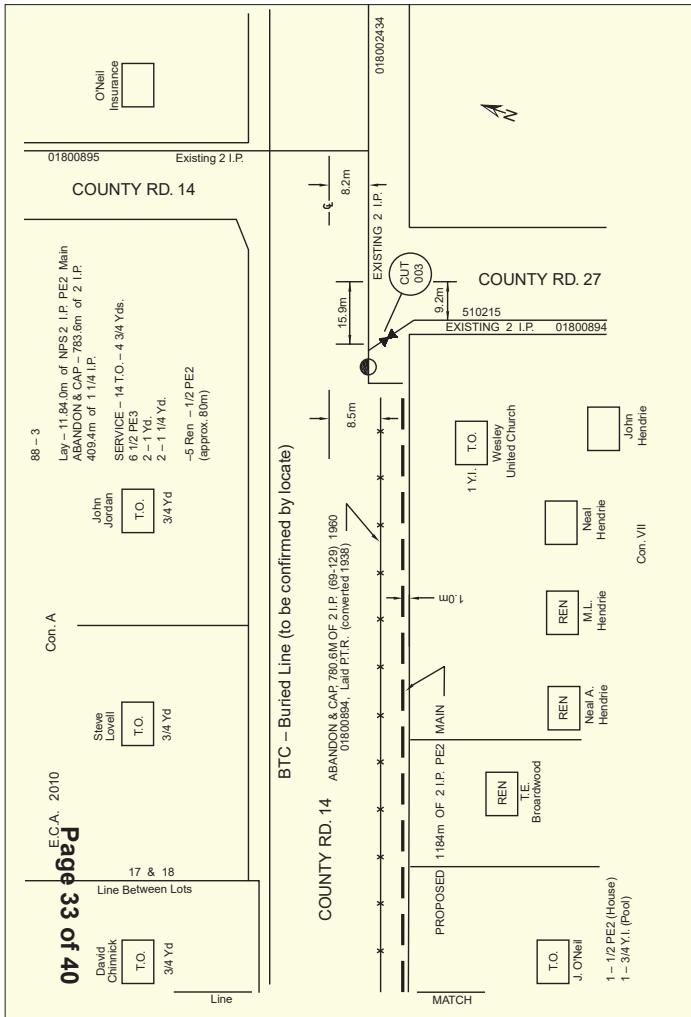 O'Neil
Insurance
01800895
Existing 2 I.P.
COUNTY RD. 14
018002434
N
8.2m
℄
EXISTING 2 I.P.
CUT
003
15.9m
9.2m
COUNTY RD. 27
510215
EXISTING 2 I.P.
01800894
88 – 3
Lay – 11.84.0m of NPS 2 I.P. PE2 Main
ABANDON & CAP – 783.6m of 2 I.P.
409.4m of 1 1/4 I.P.
SERVICE – 14 T.O. – 4 3/4 Yds.
6 1/2 PE3
2 – 1 Yd.
2 – 1 1/4 Yd.
–5 Ren – 1/2 PE2
(approx. 80m)
John
Jordan
T.O.
3/4 Yd
Con. A
Steve
Lovell
T.O.
3/4 Yd
E.C.A. 2010
Page 33 of 40
17 & 18
Line Between Lots
David
Chinnick
T.O.
3/4 Yd
Line
BTC – Buried Line (to be confirmed by locate)
8.5m
ABANDON & CAP, 780.6M OF 2 I.P. (69-129) 1960
01800894, Laid P.T.R. (converted 1938)
COUNTY RD. 14
1.0m
PROPOSED 1184m OF 2 I.P. PE2 MAIN
MATCH
1 Y.I.
T.O.
Wesley
United Church
John
Hendrie
Neal
Hendrie
Con. VII
REN
M.L.
Hendrie
REN
Neal A.
Hendrie
REN
T.E.
Broardwood
T.O.
J. O'Neil
1 – 1/2 PE2 (House)
1 – 3/4 Y.I. (Pool)